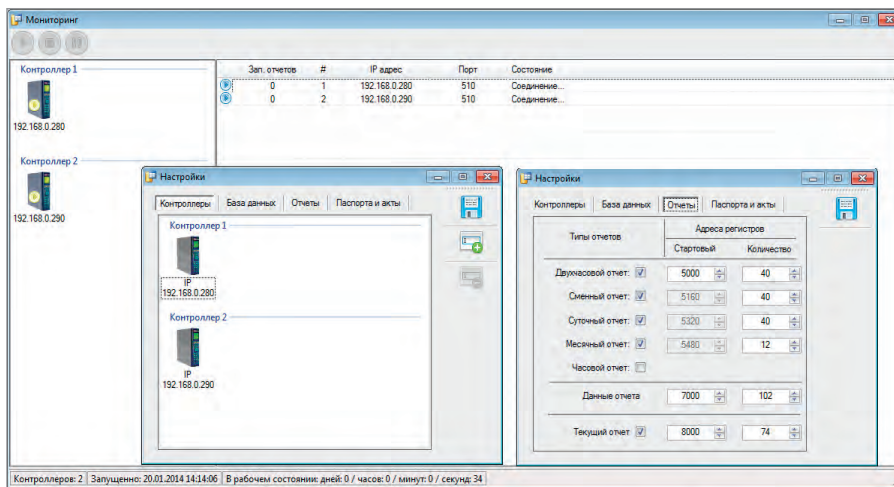 Мониторинг
Контроллер 1
192.168.0.280
Контроллер 2
192.168.0.290
Зап. отчетов # IP адрес Порт Состояние
0 1 192.168.0.280 510 Соединение...
0 2 192.168.0.290 510 Соединение...
Настройки
Контроллеры База данных Отчеты Паспорта и акты
Контроллер 1
IP
192.168.0.280
Контроллер 2
IP
192.168.0.290
Настройки
Контроллеры База данных Отчеты Паспорта и акты
Типы отчетов Адреса регистров
Стартовый Количество
Двухчасовой отчет: 5000 40
Сменный отчет: 5160 40
Суточный отчет: 5320 40
Месячный отчет: 5480 12
Часовой отчет:
Данные отчета 7000 102
Текущий отчет: 8000 74
Контроллеров: 2 Запущенно: 20.01.2014 14:14:06 В рабочем состоянии: дней: 0 / часов: 0 / минут: 0 / секунд: 34